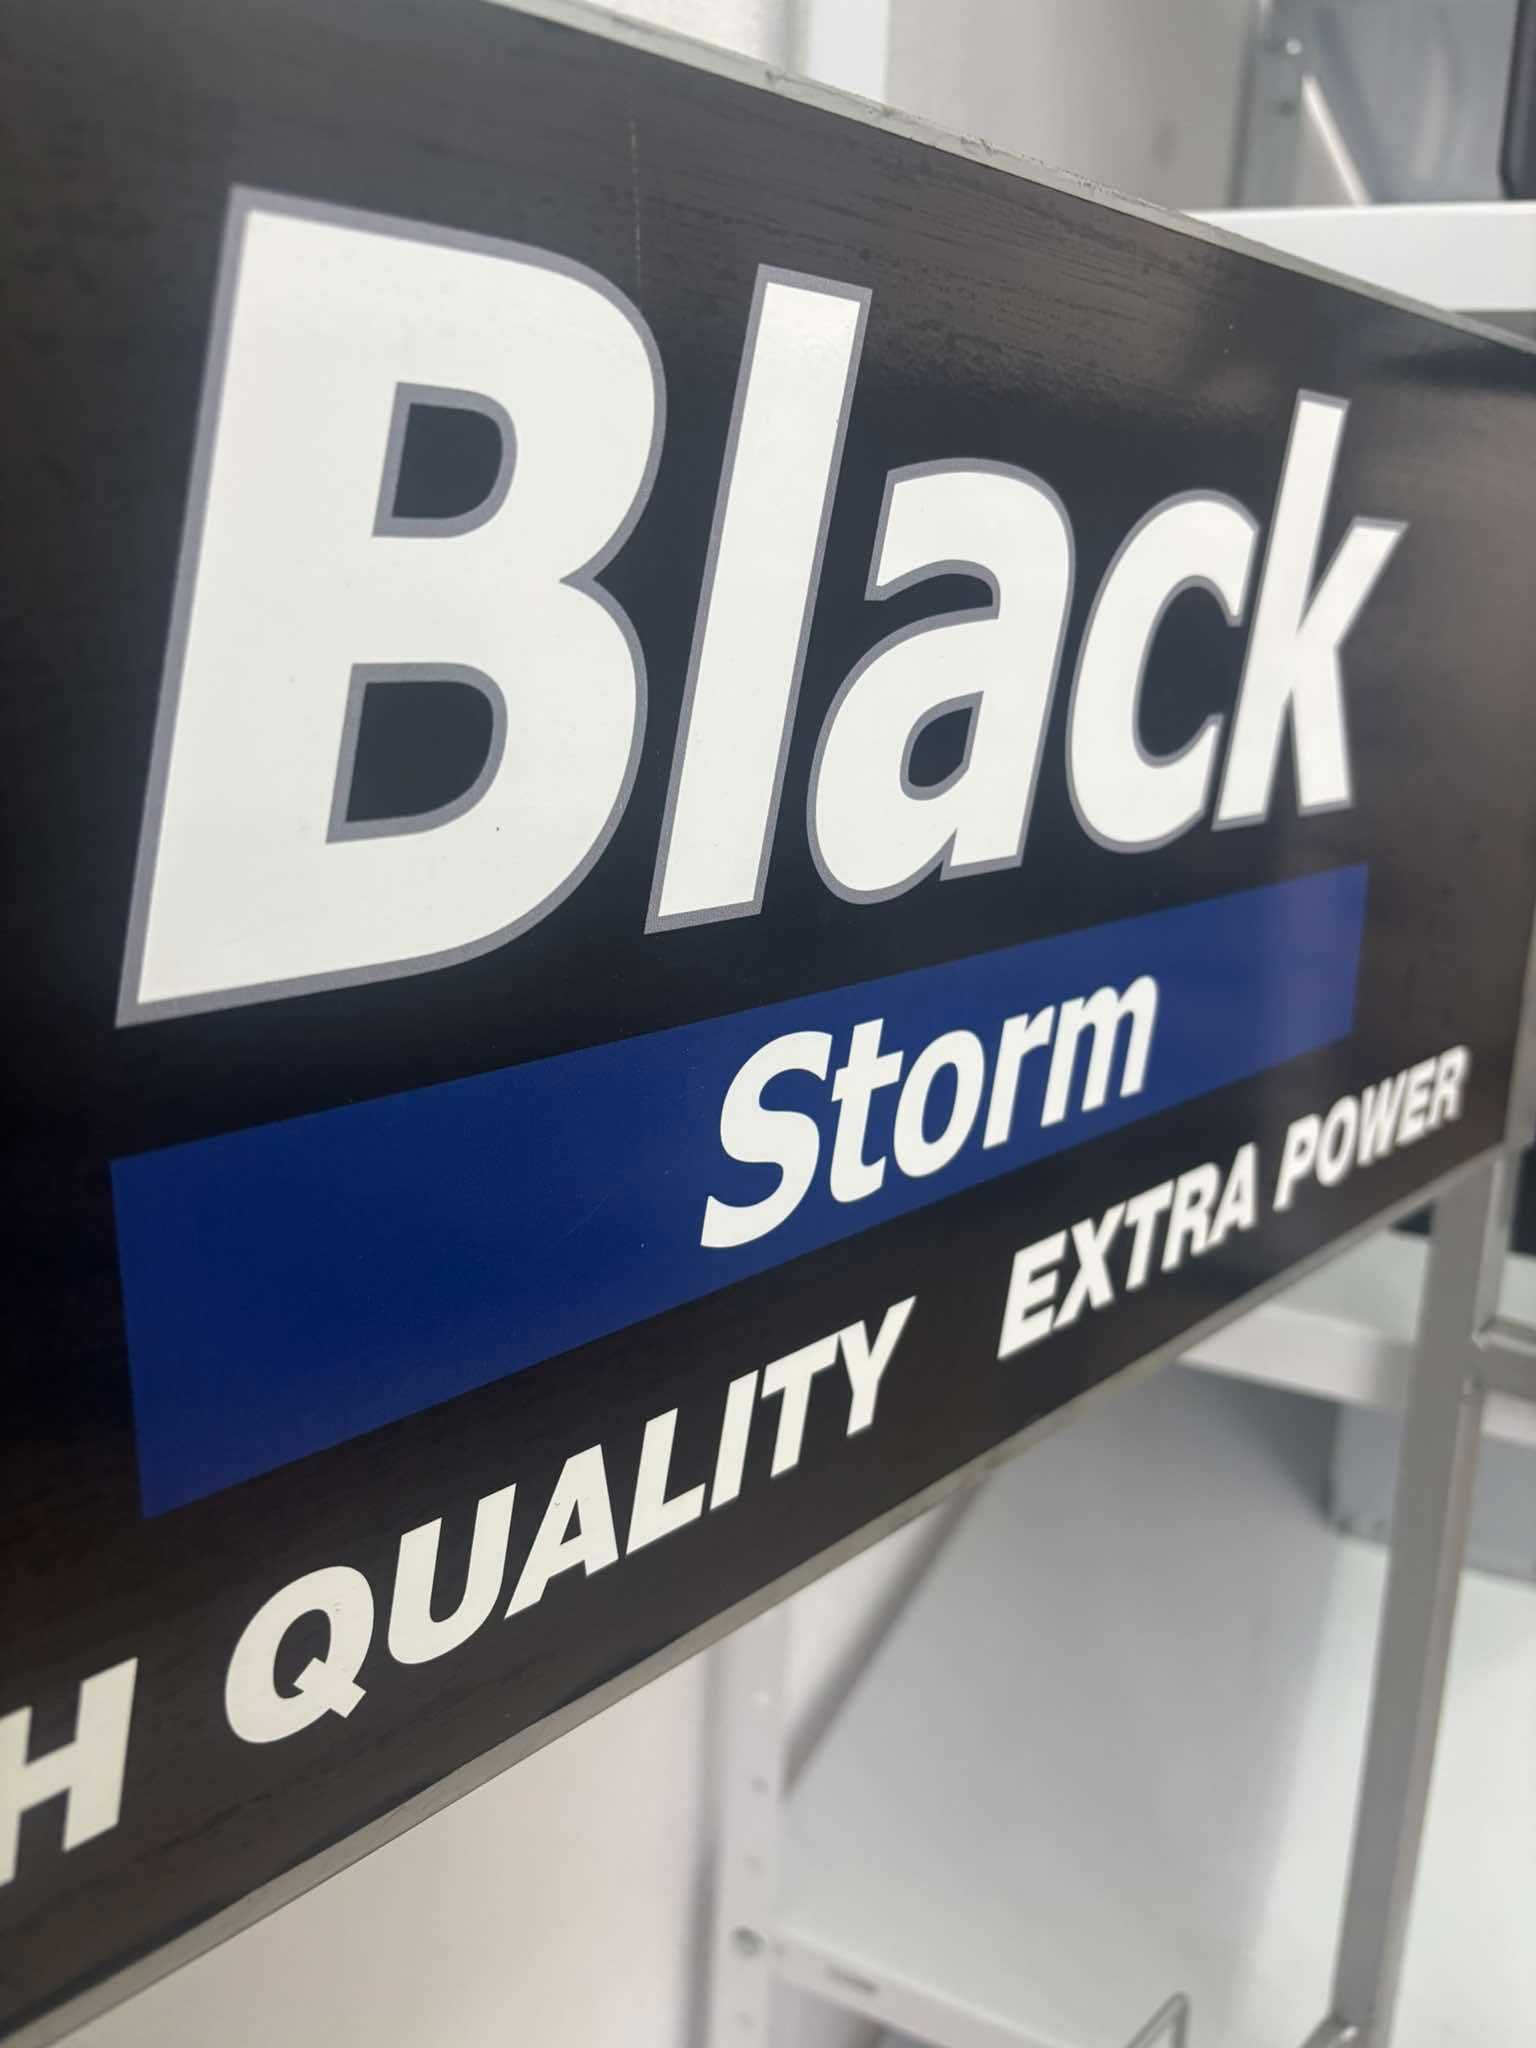 Black
Storm
H QUALITY EXTRA POWER